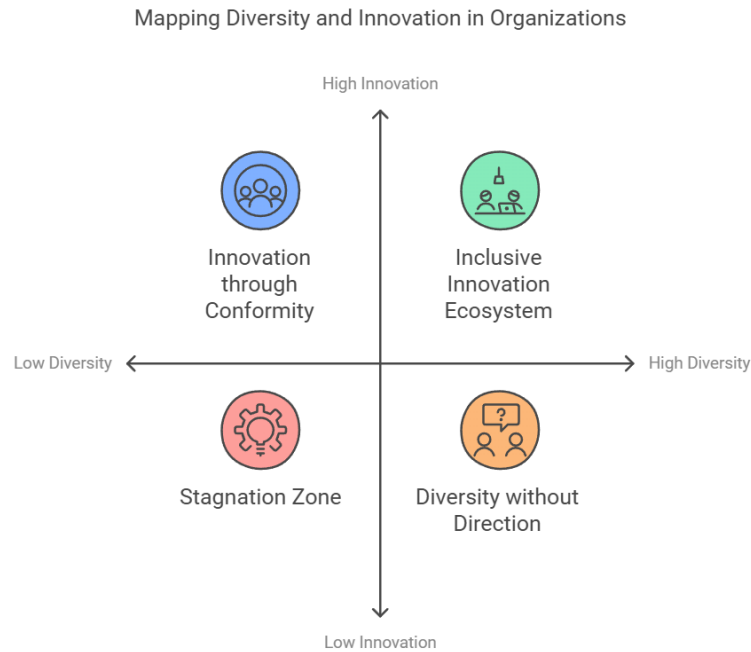 Mapping Diversity and Innovation in Organizations
High Innovation
Innovation
through
Conformity
Inclusive
Innovation
Ecosystem
Low Diversity
High Diversity
?
Stagnation Zone
Diversity without
Direction
Low Innovation